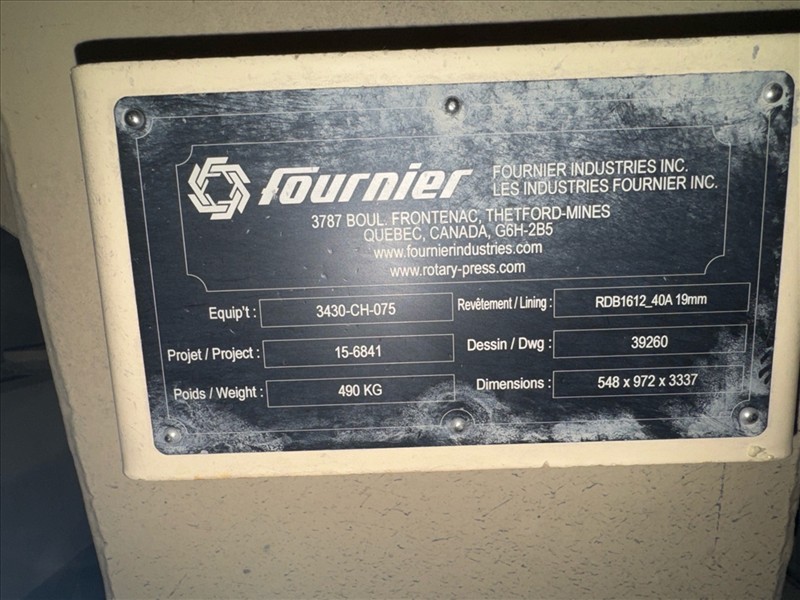 Fournier
FOURNIER INDUSTRIES INC.
LES INDUSTRIES FOURNIER INC.
3787 BOUL. FRONTENAC, THETFORD-MINES
QUEBEC, CANADA, G6H-2B5
www.fournierindustries.com
www.rotary-press.com
Equip't : 3430-CH-075 Revêtement / Lining : RDB1612_40A 19mm
Projet / Project : 15-6841 Dessin / Dwg : 39260
Poids / Weight : 490 KG Dimensions : 548 x 972 x 3337